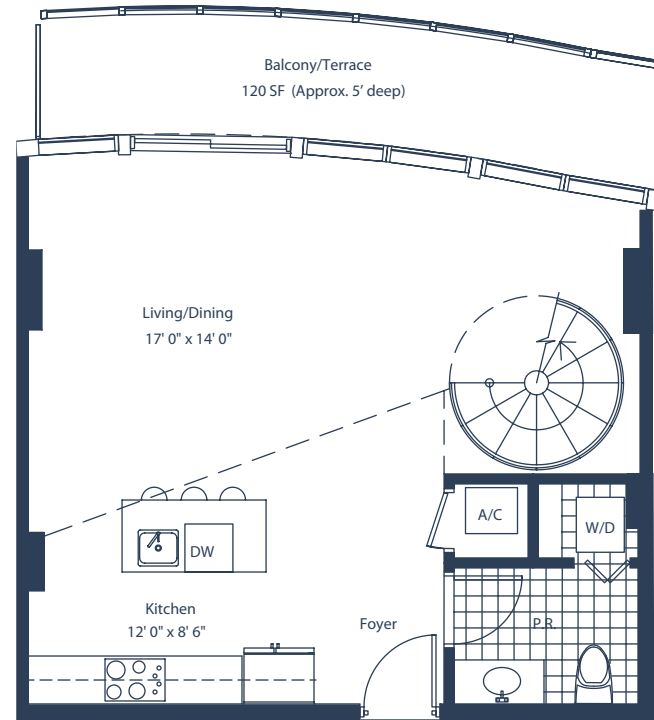 Balcony/Terrace
120 SF (Approx. 5' deep)
Living/Dining
17' 0" x 14' 0"
A/C
W/D
DW
Kitchen
12' 0" x 8' 6"
Foyer
P.R.